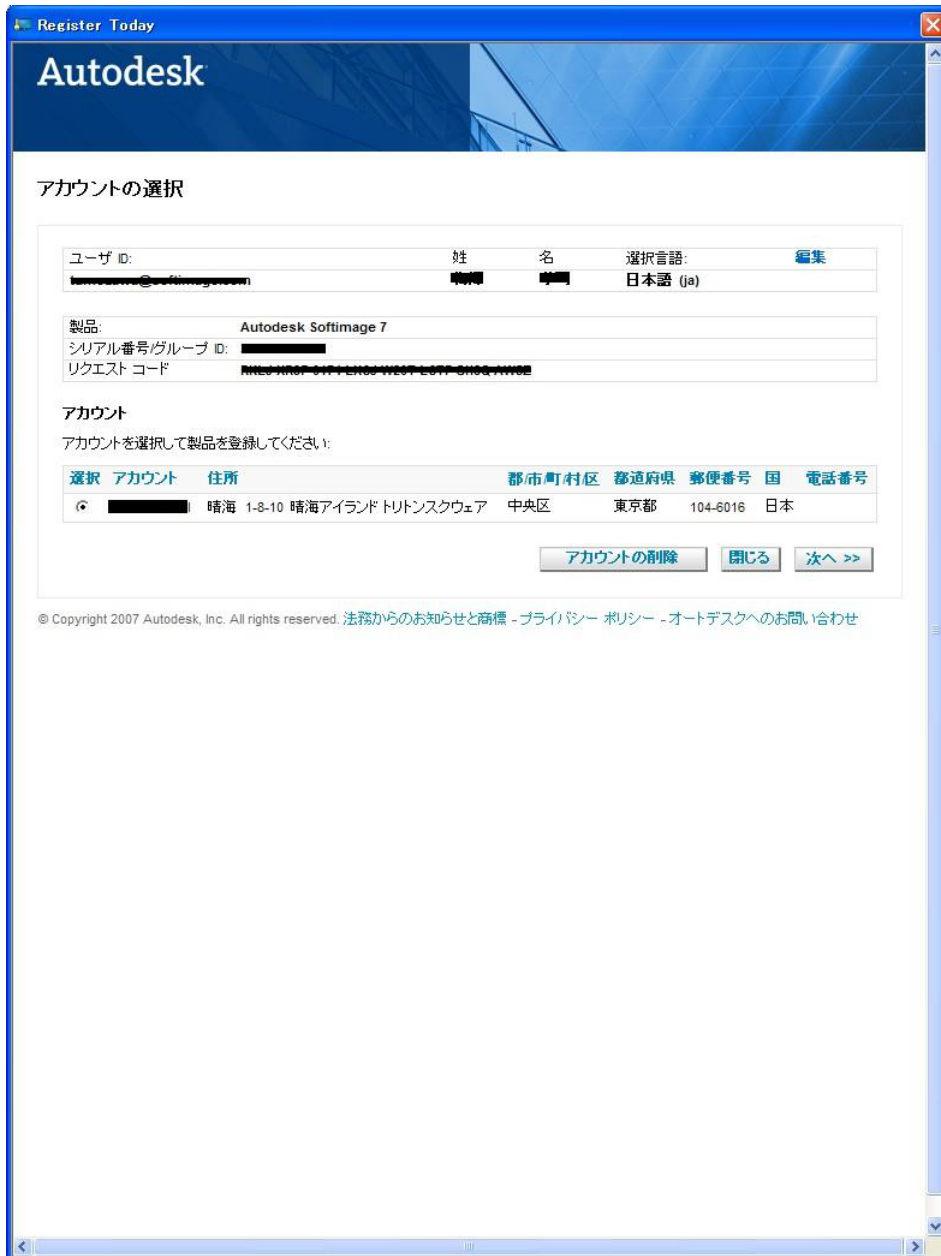 Register Today
Autodesk
アカウントの選択
ユーザ ID: 姓 名 選択言語: 編集
日本語 (ja)
製品: Autodesk Softimage 7
シリアル番号/グループ ID:
リクエスト コード
アカウント
アカウントを選択して製品を登録してください:
選択 アカウント 住所 郡/市/町/村/区 都道府県 郵便番号 国 電話番号
晴海 1-8-10 晴海アイランド トリトンスクウェア 中央区 東京都 104-6016 日本
アカウントの削除 閉じる 次へ >>
© Copyright 2007 Autodesk, Inc. All rights reserved. 法務からのお知らせと商標 - プライバシー ポリシー - オートデスクへのお問い合わせ